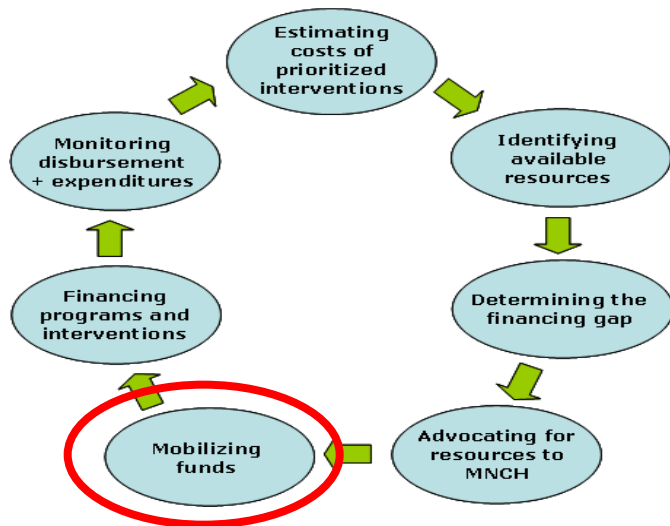 Estimating
costs of
prioritized
interventions
Identifying
available
resources
Determining the
financing gap
Advocating for
resources to
MNCH
Mobilizing
funds
Financing
programs and
interventions
Monitoring
disbursement
+ expenditures